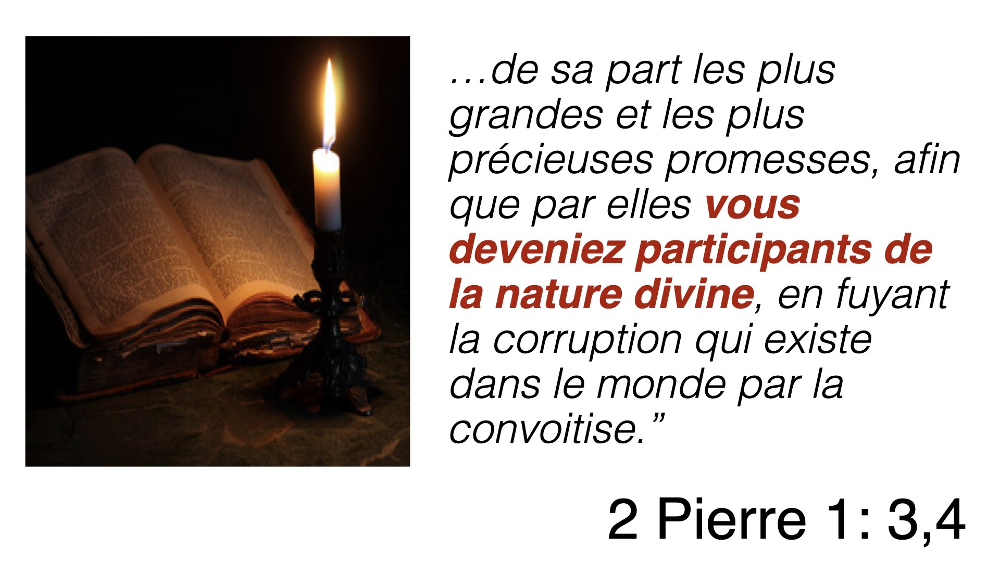 …de sa part les plus
grandes et les plus
précieuses promesses, afin
que par elles vous
deveniez participants de
la nature divine, en fuyant
la corruption qui existe
dans le monde par la
convoitise.”
2 Pierre 1: 3,4